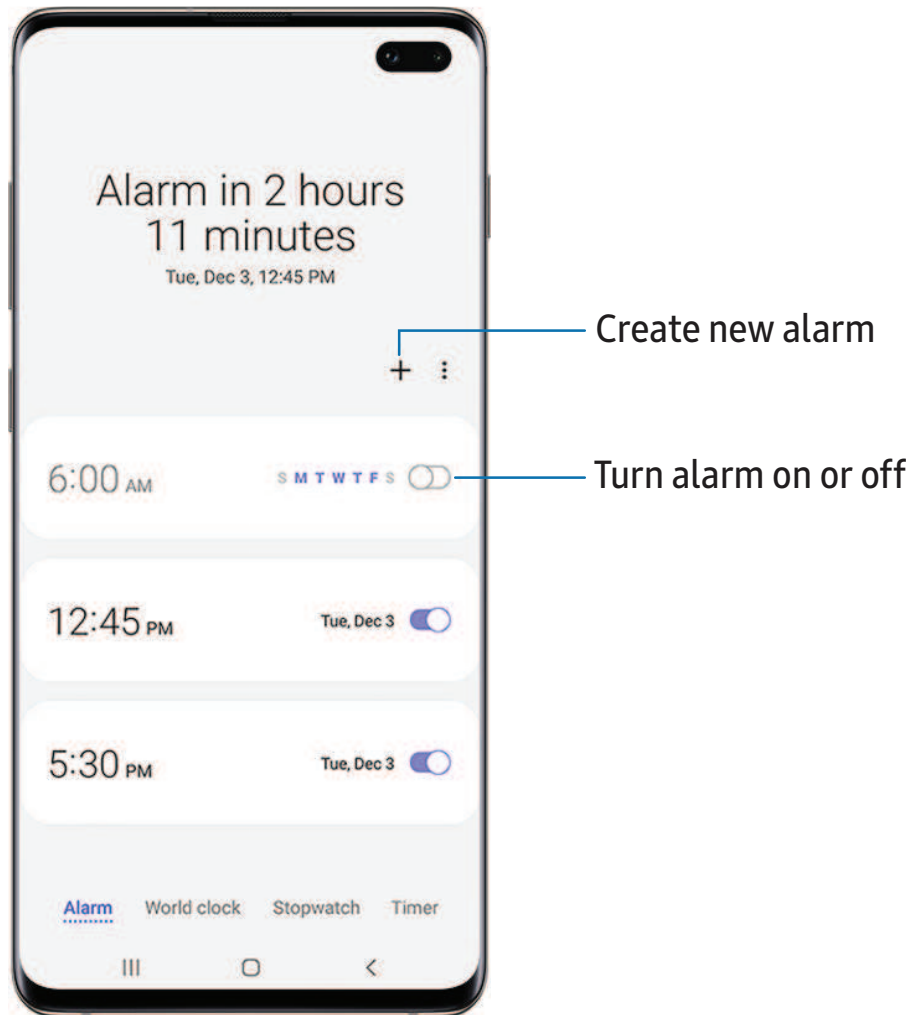 Alarm in 2 hours
11 minutes
Tue, Dec 3, 12:45 PM
Create new alarm
6:00 AM
S M T W T F S
Turn alarm on or off
12:45 PM
Tue, Dec 3
5:30 PM
Tue, Dec 3
Alarm World clock Stopwatch Timer